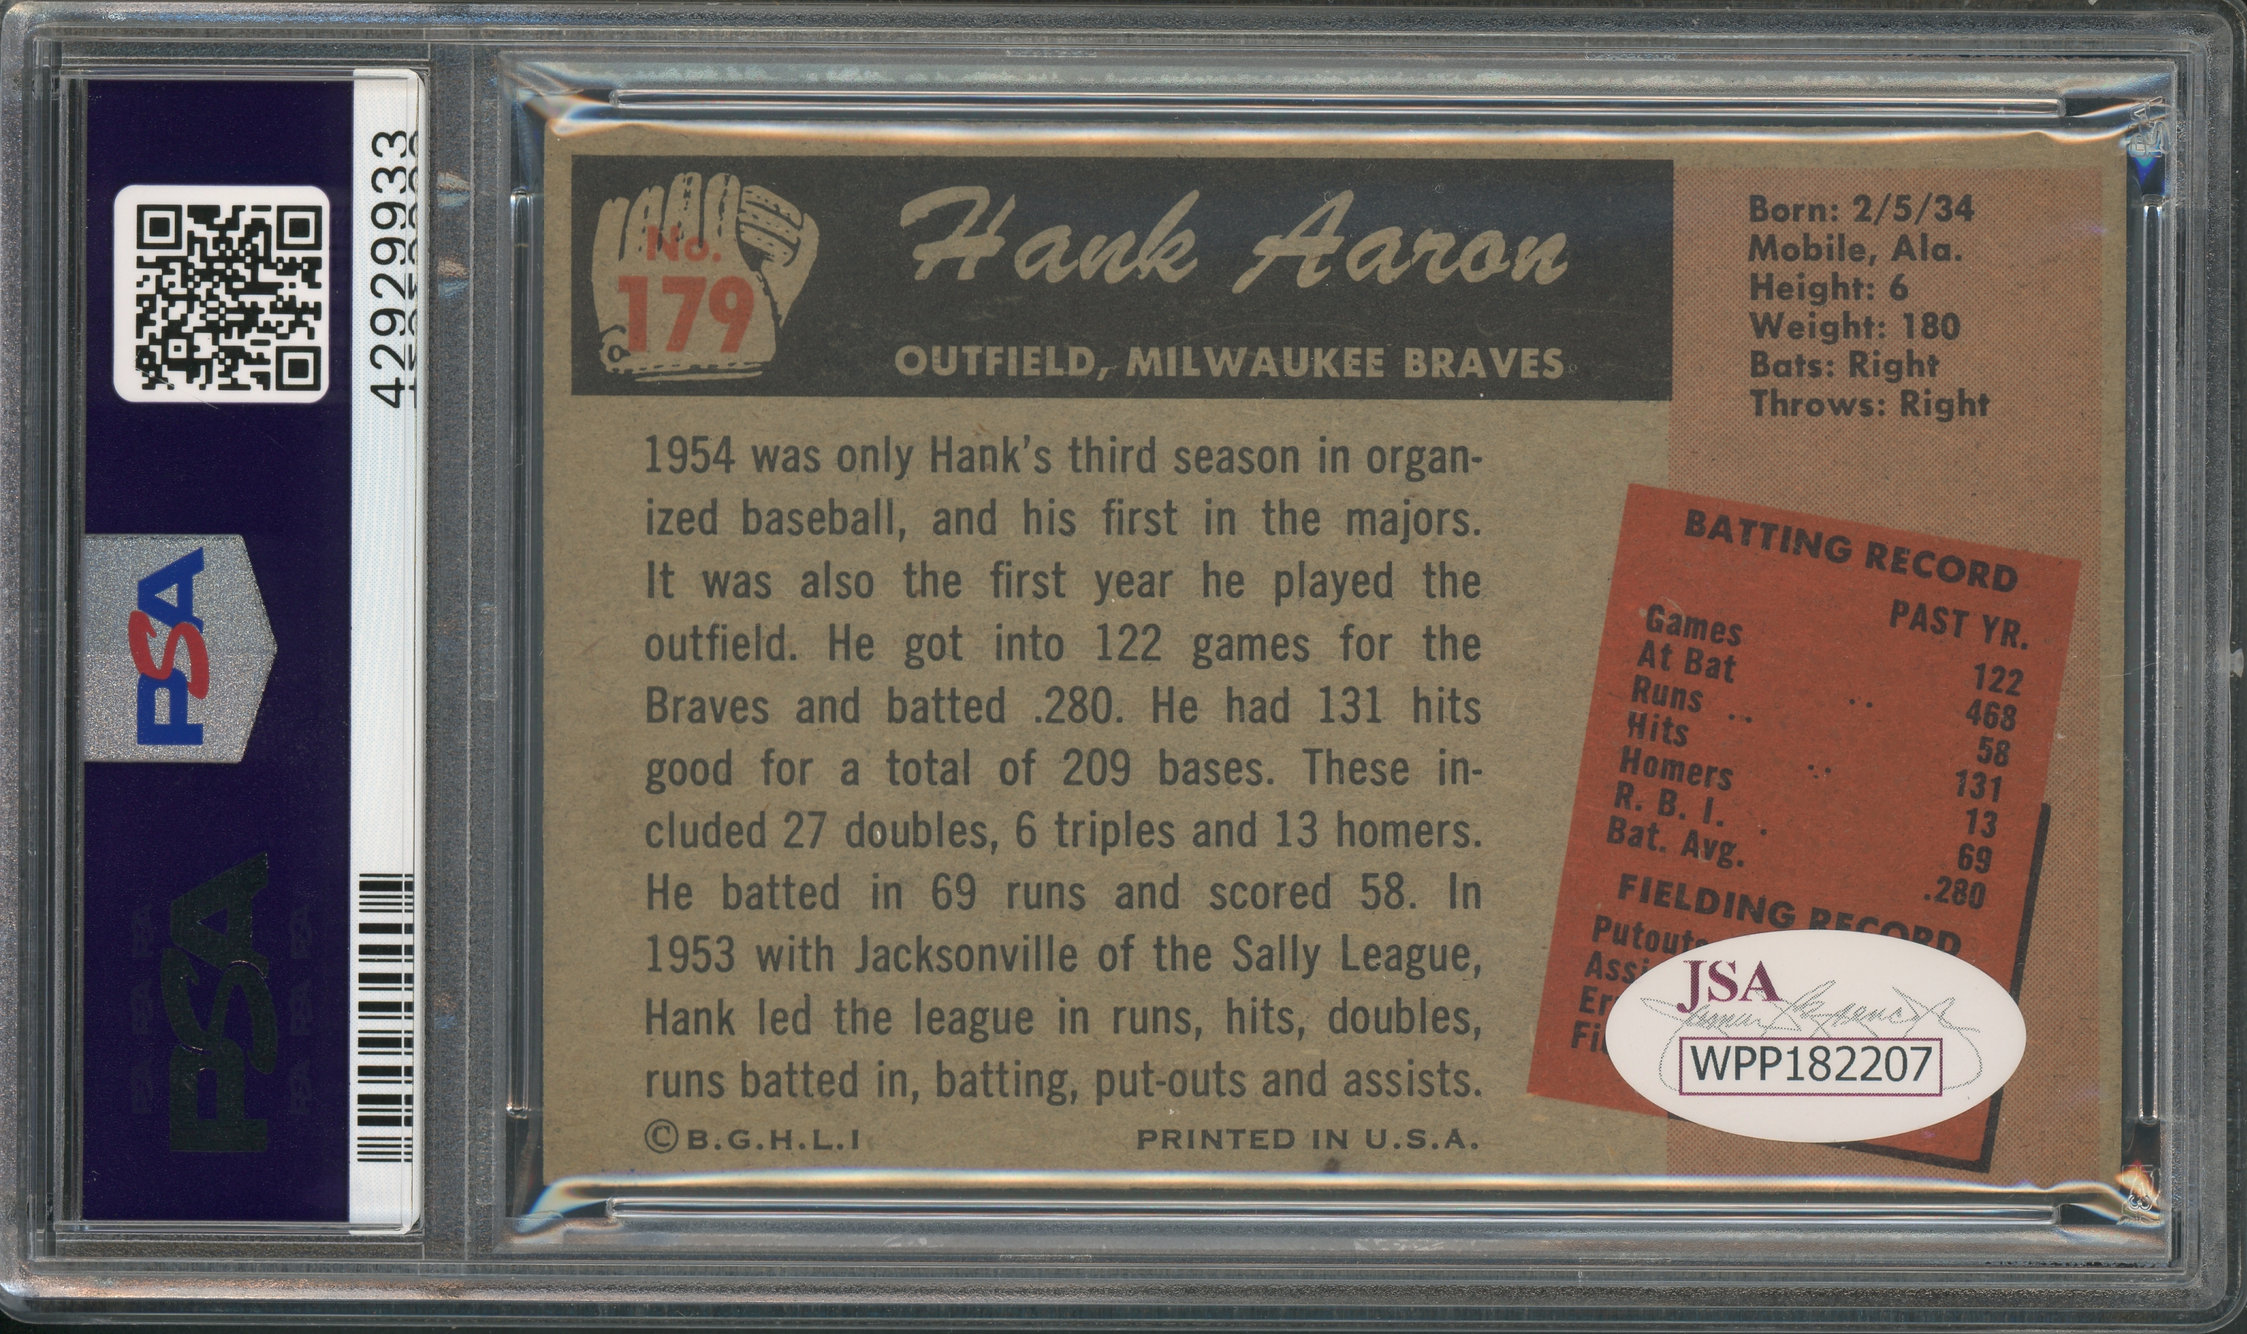 PSA
42929933
PSA
No.
179
Hank Aaron
OUTFIELD, MILWAUKEE BRAVES
Born: 2/5/34
Mobile, Ala.
Height: 6
Weight: 180
Bats: Right
Throws: Right
1954 was only Hank's third season in organ-
ized baseball, and his first in the majors.
It was also the first year he played the
outfield. He got into 122 games for the
Braves and batted .280. He had 131 hits
good for a total of 209 bases. These in-
cluded 27 doubles, 6 triples and 13 homers.
He batted in 69 runs and scored 58. In
1953 with Jacksonville of the Sally League,
Hank led the league in runs, hits, doubles,
runs batted in, batting, put-outs and assists.
©B.G.H.L.I PRINTED IN U.S.A.
BATTING RECORD
PAST YR.
Games 122
At Bat .. 468
Runs .. 58
Hits .. 131
Homers 13
R. B. I. . 69
Bat. Avg. .280
FIELDING RECORD
Putouts
JSA
WPP182207